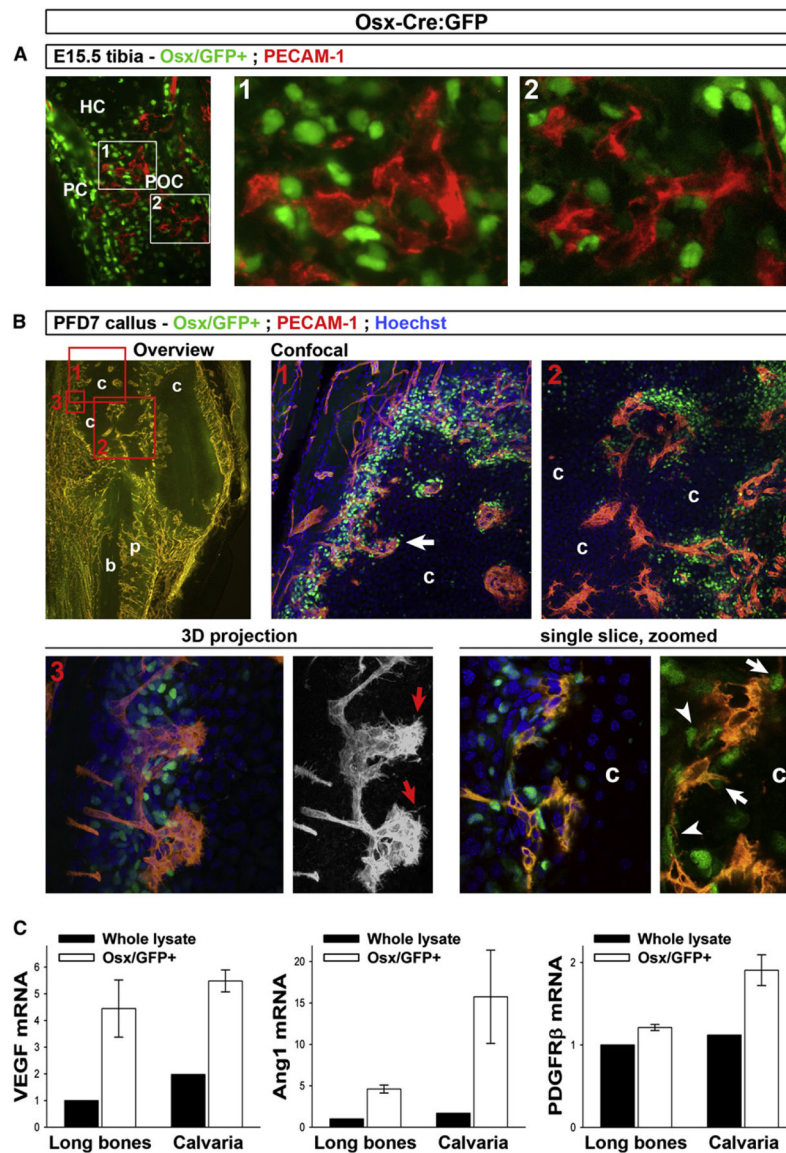 Osx-Cre:GFP
A
E15.5 tibia - Osx/GFP+ ; PECAM-1
HC
1
PC
POC
2
1
2
B
PFD7 callus - Osx/GFP+ ; PECAM-1 ; Hoechst
Overview
Confocal
1
c
c
3
c
2
b
p
1
c
2
c
c
c
3D projection
single slice, zoomed
3
c
c
C
Whole lysate
Osx/GFP+
VEGF mRNA
6
5
4
3
2
1
0
Long bones
Calvaria
Whole lysate
Osx/GFP+
Ang1 mRNA
20
15
10
5
0
Long bones
Calvaria
Whole lysate
Osx/GFP+
PDGFRβ mRNA
2
1
0
Long bones
Calvaria